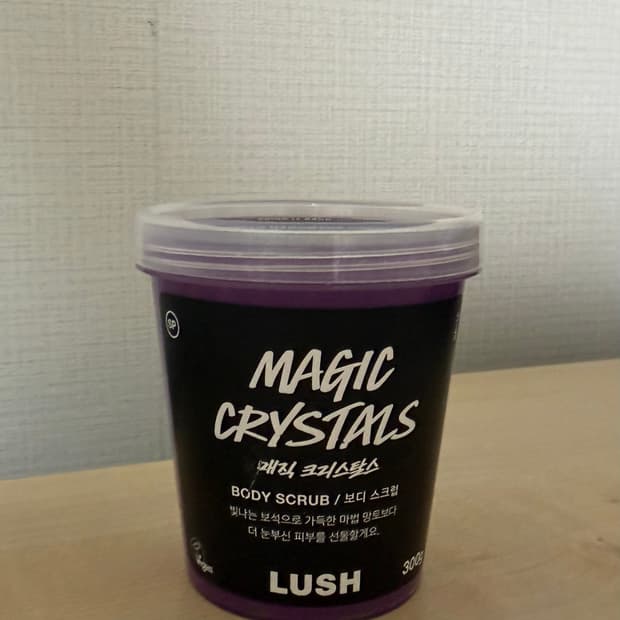 SP
MAGIC
CRYSTALS
매직 크리스탈스
BODY SCRUB / 보디 스크럽
빛나는 보석으로 가득한 마법 망토보다
더 눈부신 피부를 선물할게요.
Vegan
300g
LUSH